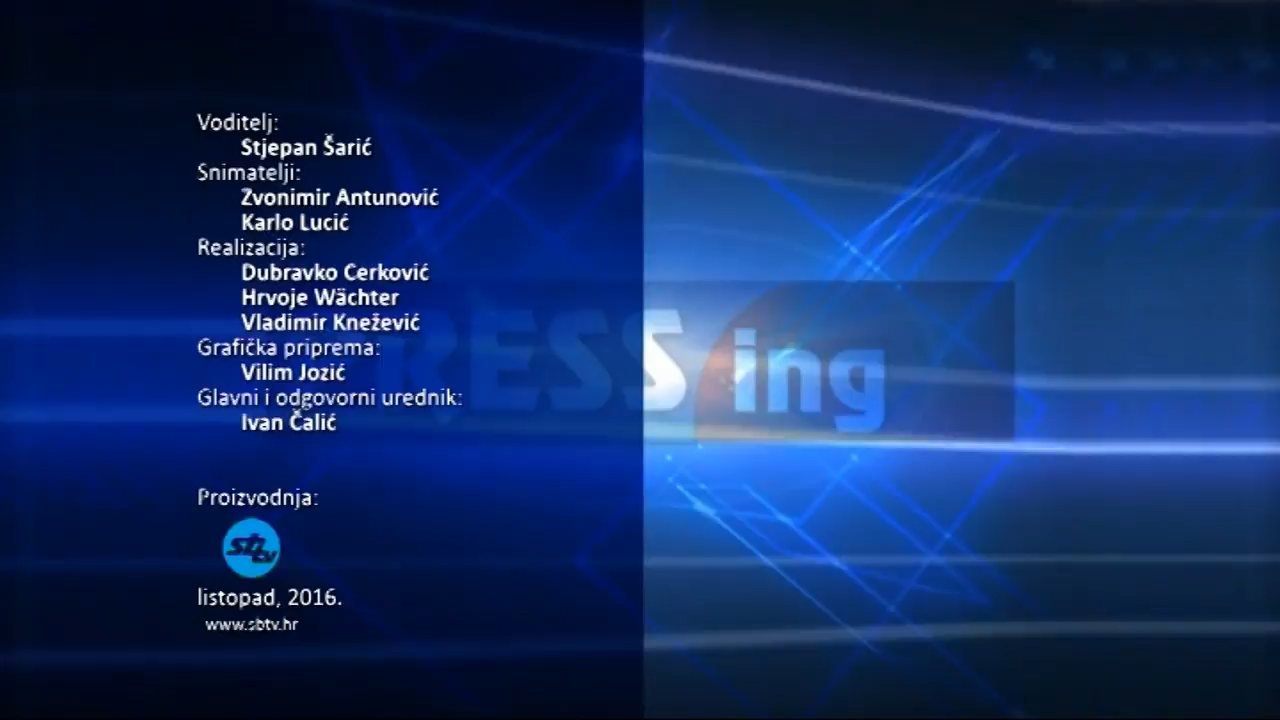 Voditelj:
Stjepan Šarić
Snimatelji:
Zvonimir Antunović
Karlo Lucić
Realizacija:
Dubravko Cerković
Hrvoje Wächter
Vladimir Knežević
Grafička priprema:
Vilim Jozić
Glavni i odgovorni urednik:
Ivan Čalić
RESS ing
Proizvodnja:
sbtv
listopad, 2016.
www.sbtv.hr